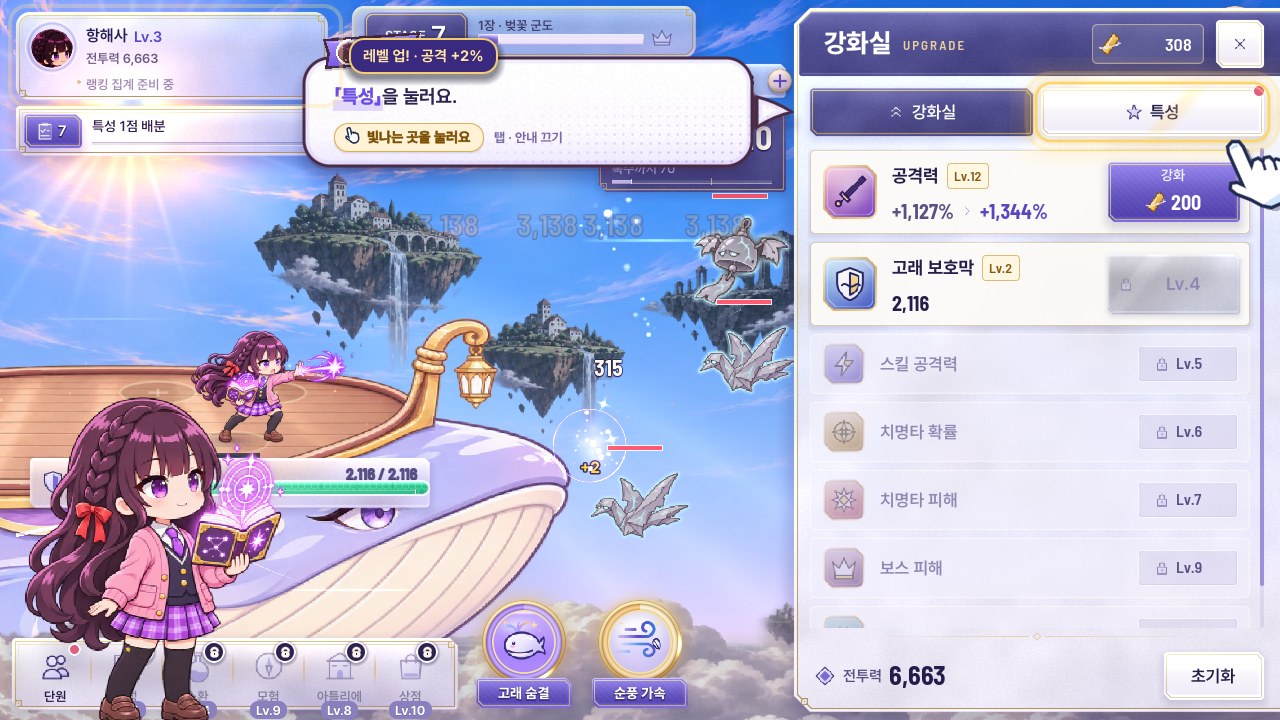 항해사 Lv.3
전투력 6,663
랭킹 집계 준비 중
7
특성 1점 배분
STAGE 7
1장 · 벚꽃 군도
레벨 업! · 공격 +2%
「특성」을 눌러요.
빛나는 곳을 눌러요
탭 · 안내 끄기
3,138
3,138
3,138
315
+2
2,116 / 2,116
단원
모험
Lv.9
아틀리에
Lv.8
상점
Lv.10
고래 숨결
순풍 가속
강화실 UPGRADE
308
강화실
특성
공격력 Lv.12
+1,127% > +1,344%
강화
200
고래 보호막 Lv.2
2,116
Lv.4
스킬 공격력
Lv.5
치명타 확률
Lv.6
치명타 피해
Lv.7
보스 피해
Lv.9
전투력 6,663
초기화